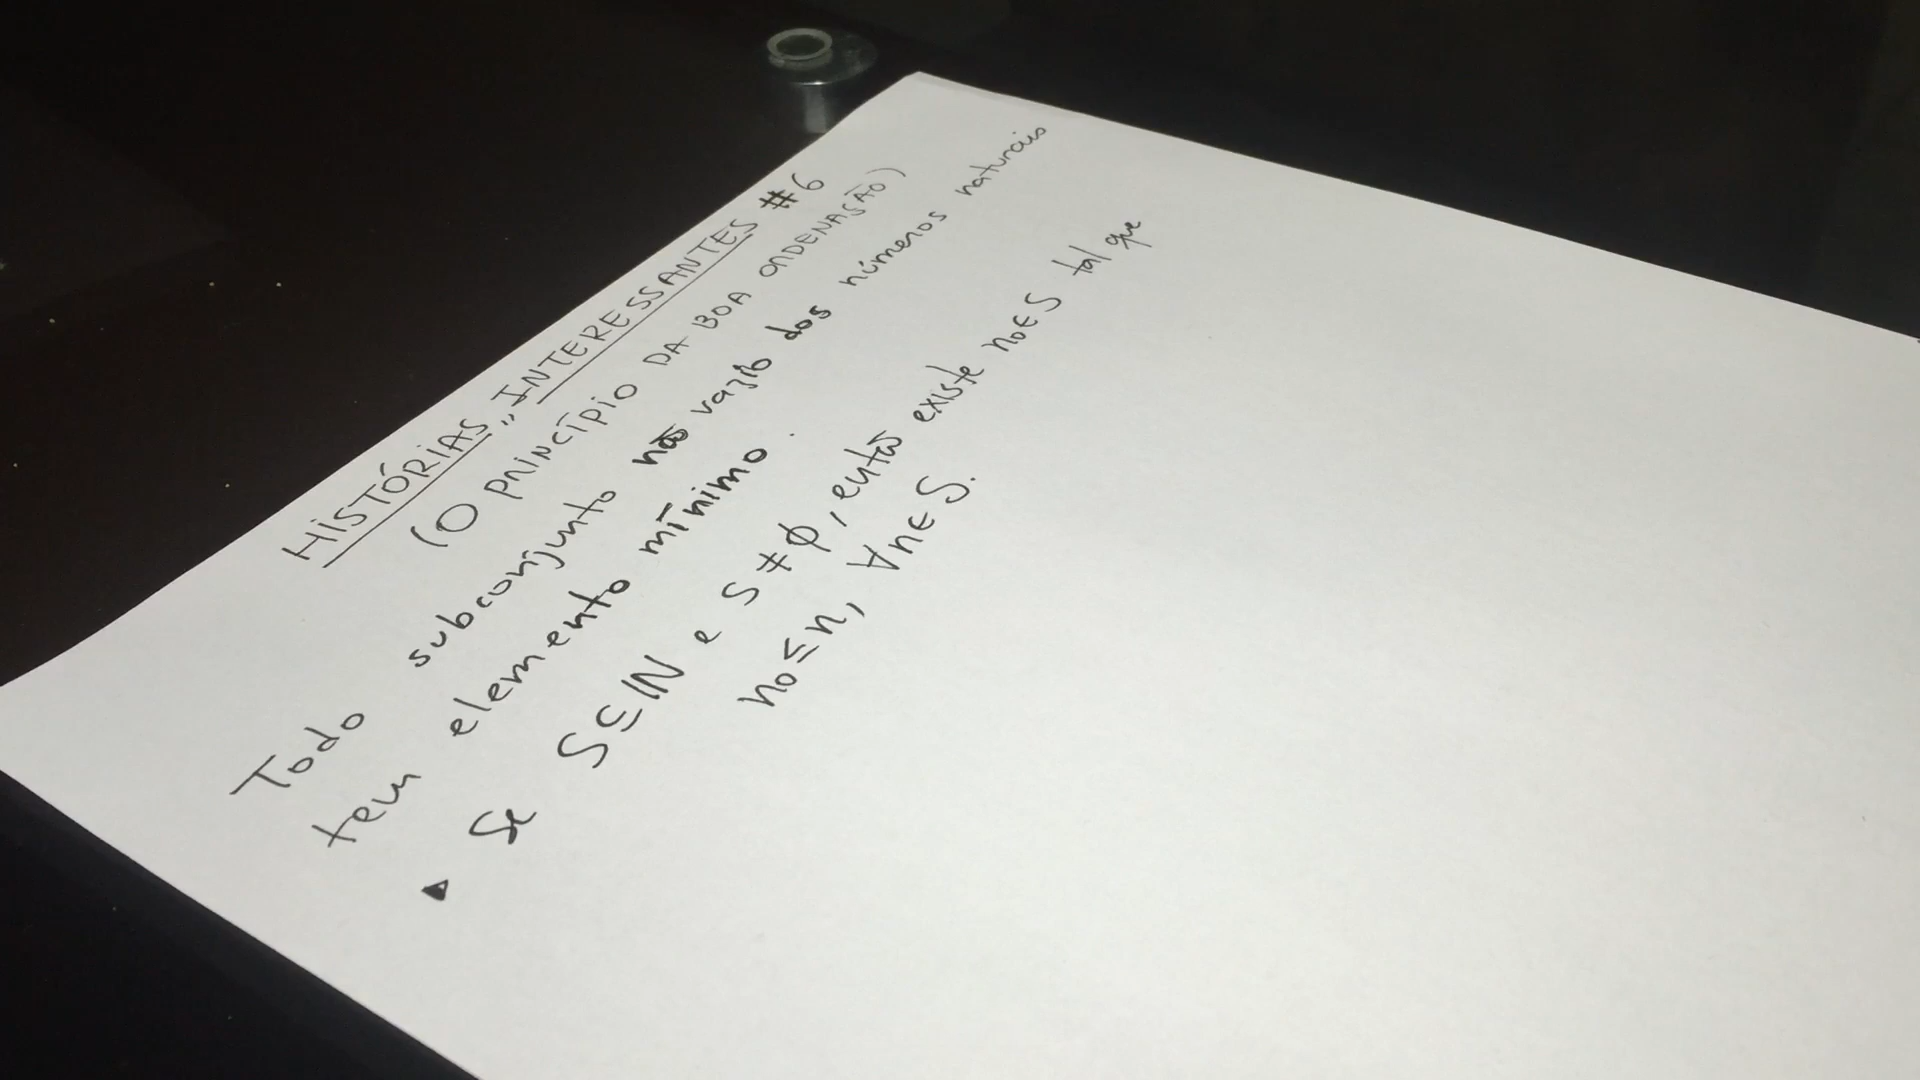 HISTÓRIAS „INTERESSANTES #6
(O PRINCÍPIO DA BOA ORDENAÇÃO)
Todo subconjunto não vazio dos números naturais
tem elemento mínimo.
▲ Se S⊆ℕ e S≠∅, então existe n₀∈S tal que
n₀≤n, ∀n∈S.